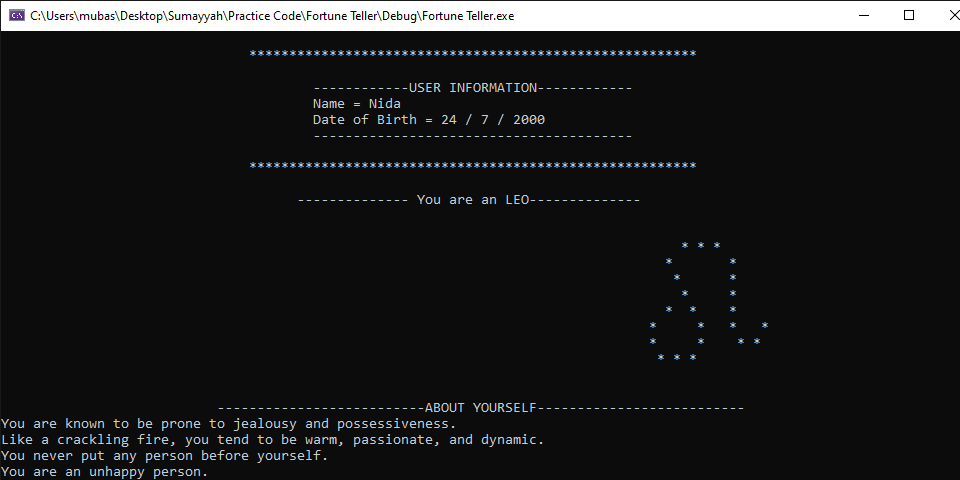 C:\Users\mubas\Desktop\Sumayyah\Practice Code\Fortune Teller\Debug\Fortune Teller.exe
********************************************************
------------USER INFORMATION------------
Name = Nida
Date of Birth = 24 / 7 / 2000
----------------------------------------
********************************************************
-------------- You are an LEO--------------
* * *
*       *
*      *
*     *
*  *    *
*     *   *   *
*     *    * *
* * *
--------------------------ABOUT YOURSELF--------------------------
You are known to be prone to jealousy and possessiveness.
Like a crackling fire, you tend to be warm, passionate, and dynamic.
You never put any person before yourself.
You are an unhappy person.